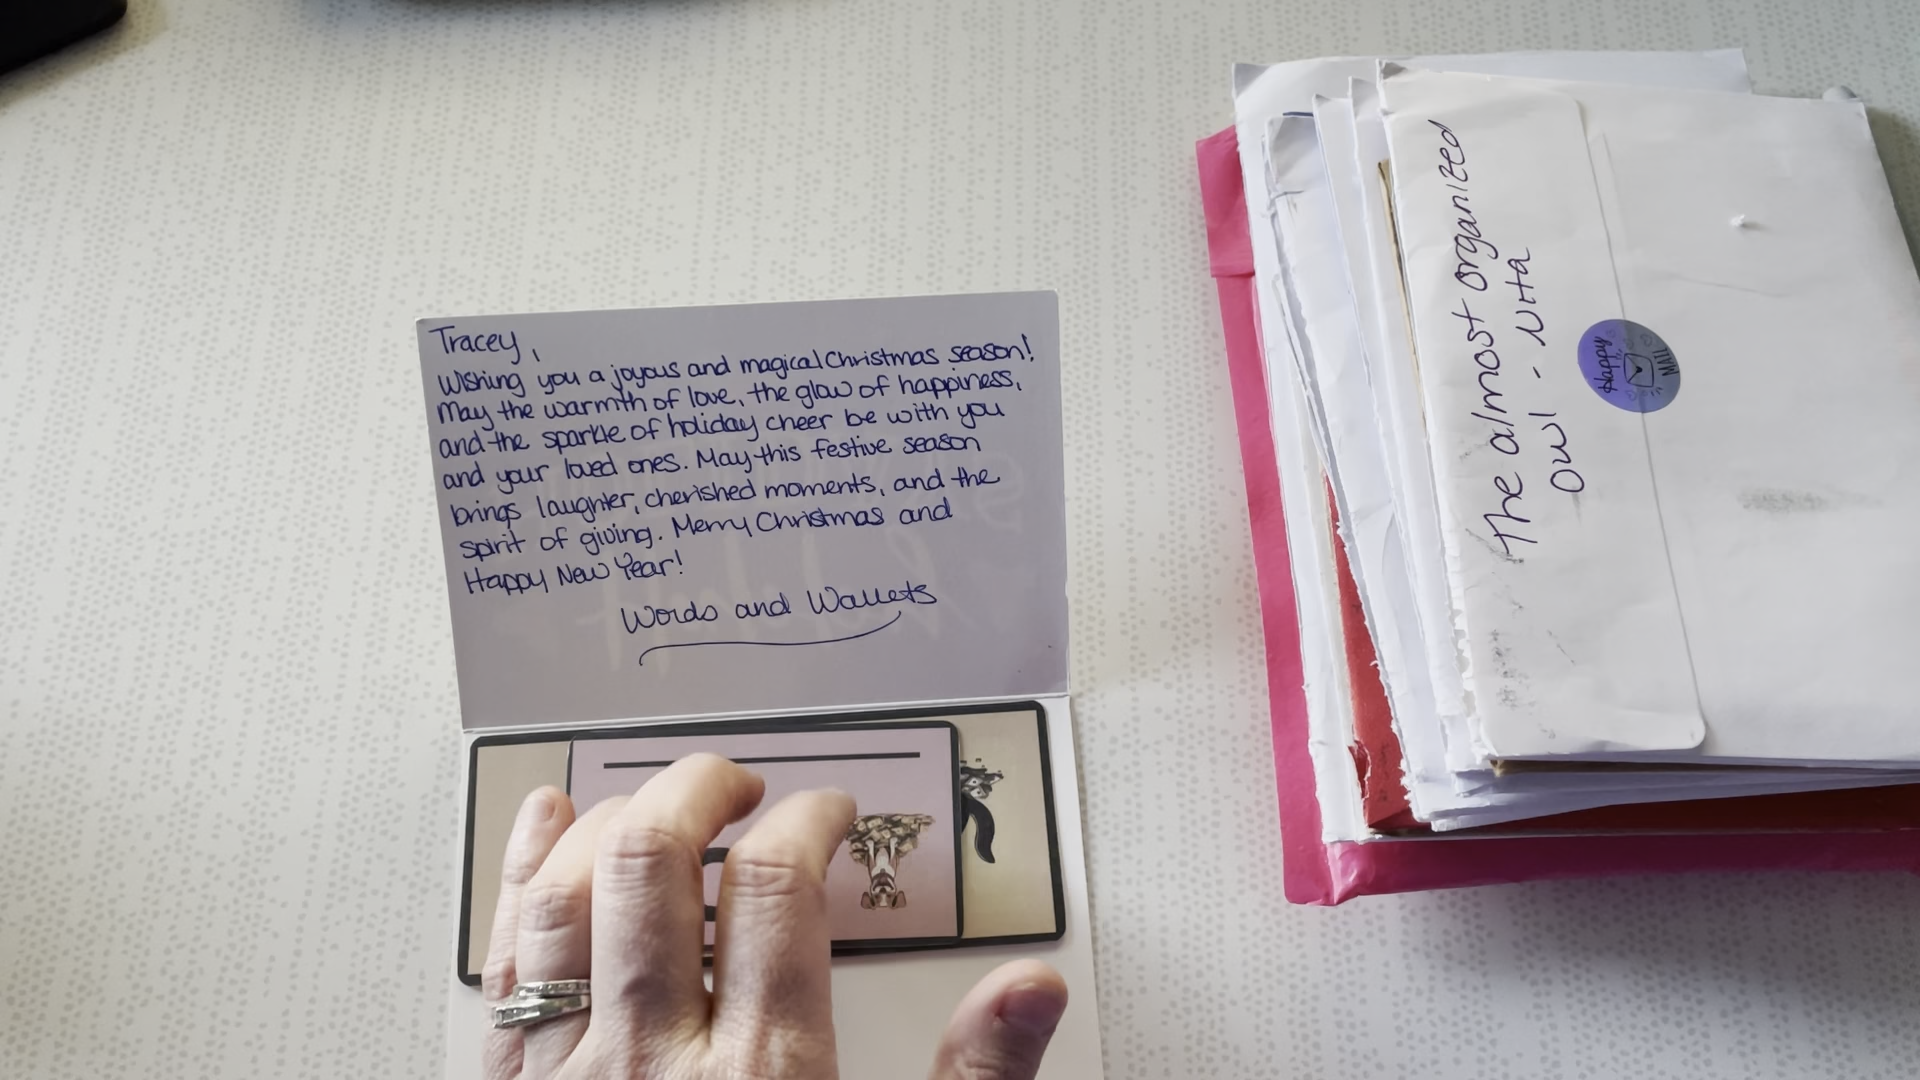 Tracey,
Wishing you a joyous and magical Christmas season!
May the warmth of love, the glow of happiness,
and the sparkle of holiday cheer be with you
and your loved ones. May this festive season
brings laughter, cherished moments, and the
spirit of giving. Merry Christmas and
Happy New Year!
Words and Wallets
The almost organized
Owl - Nita
Happy
MAIL